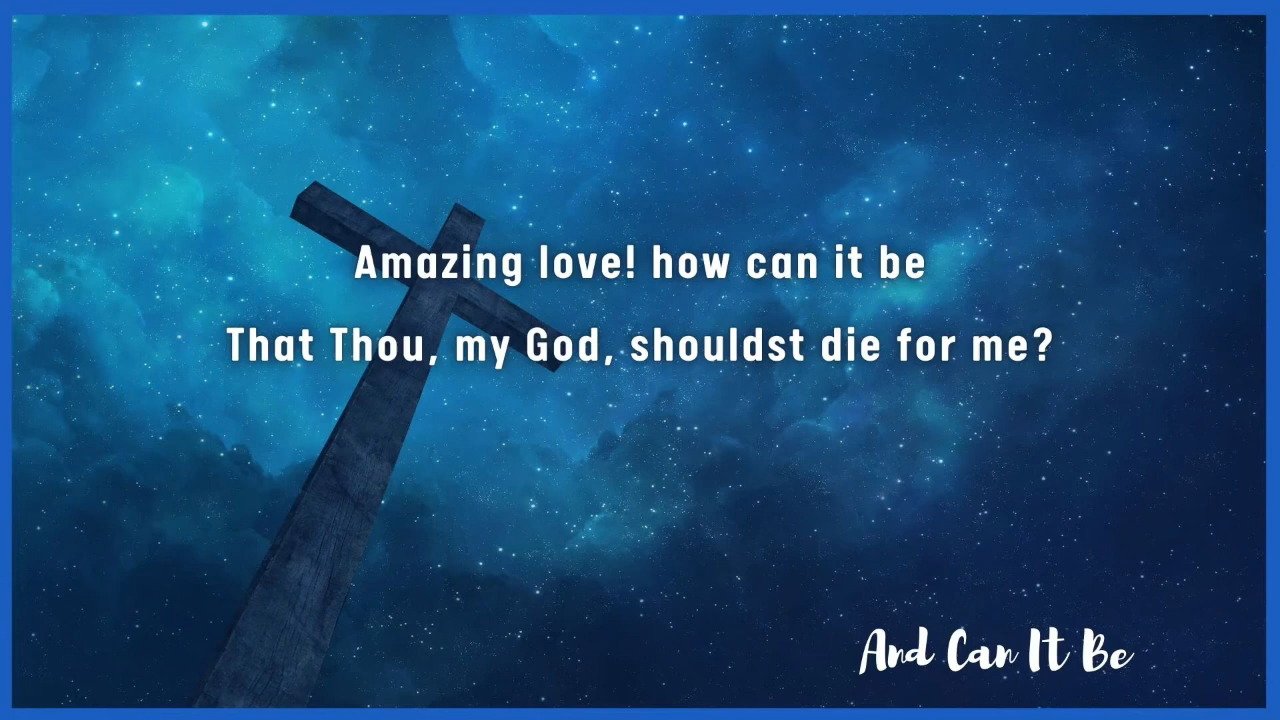 Amazing love! how can it be
That Thou, my God, shouldst die for me?
And Can It Be